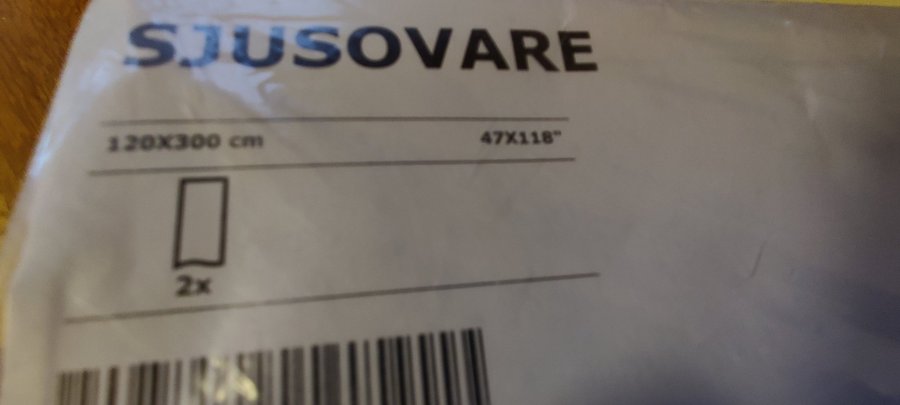 SJUSOVARE
120X300 cm 47X118"
2x